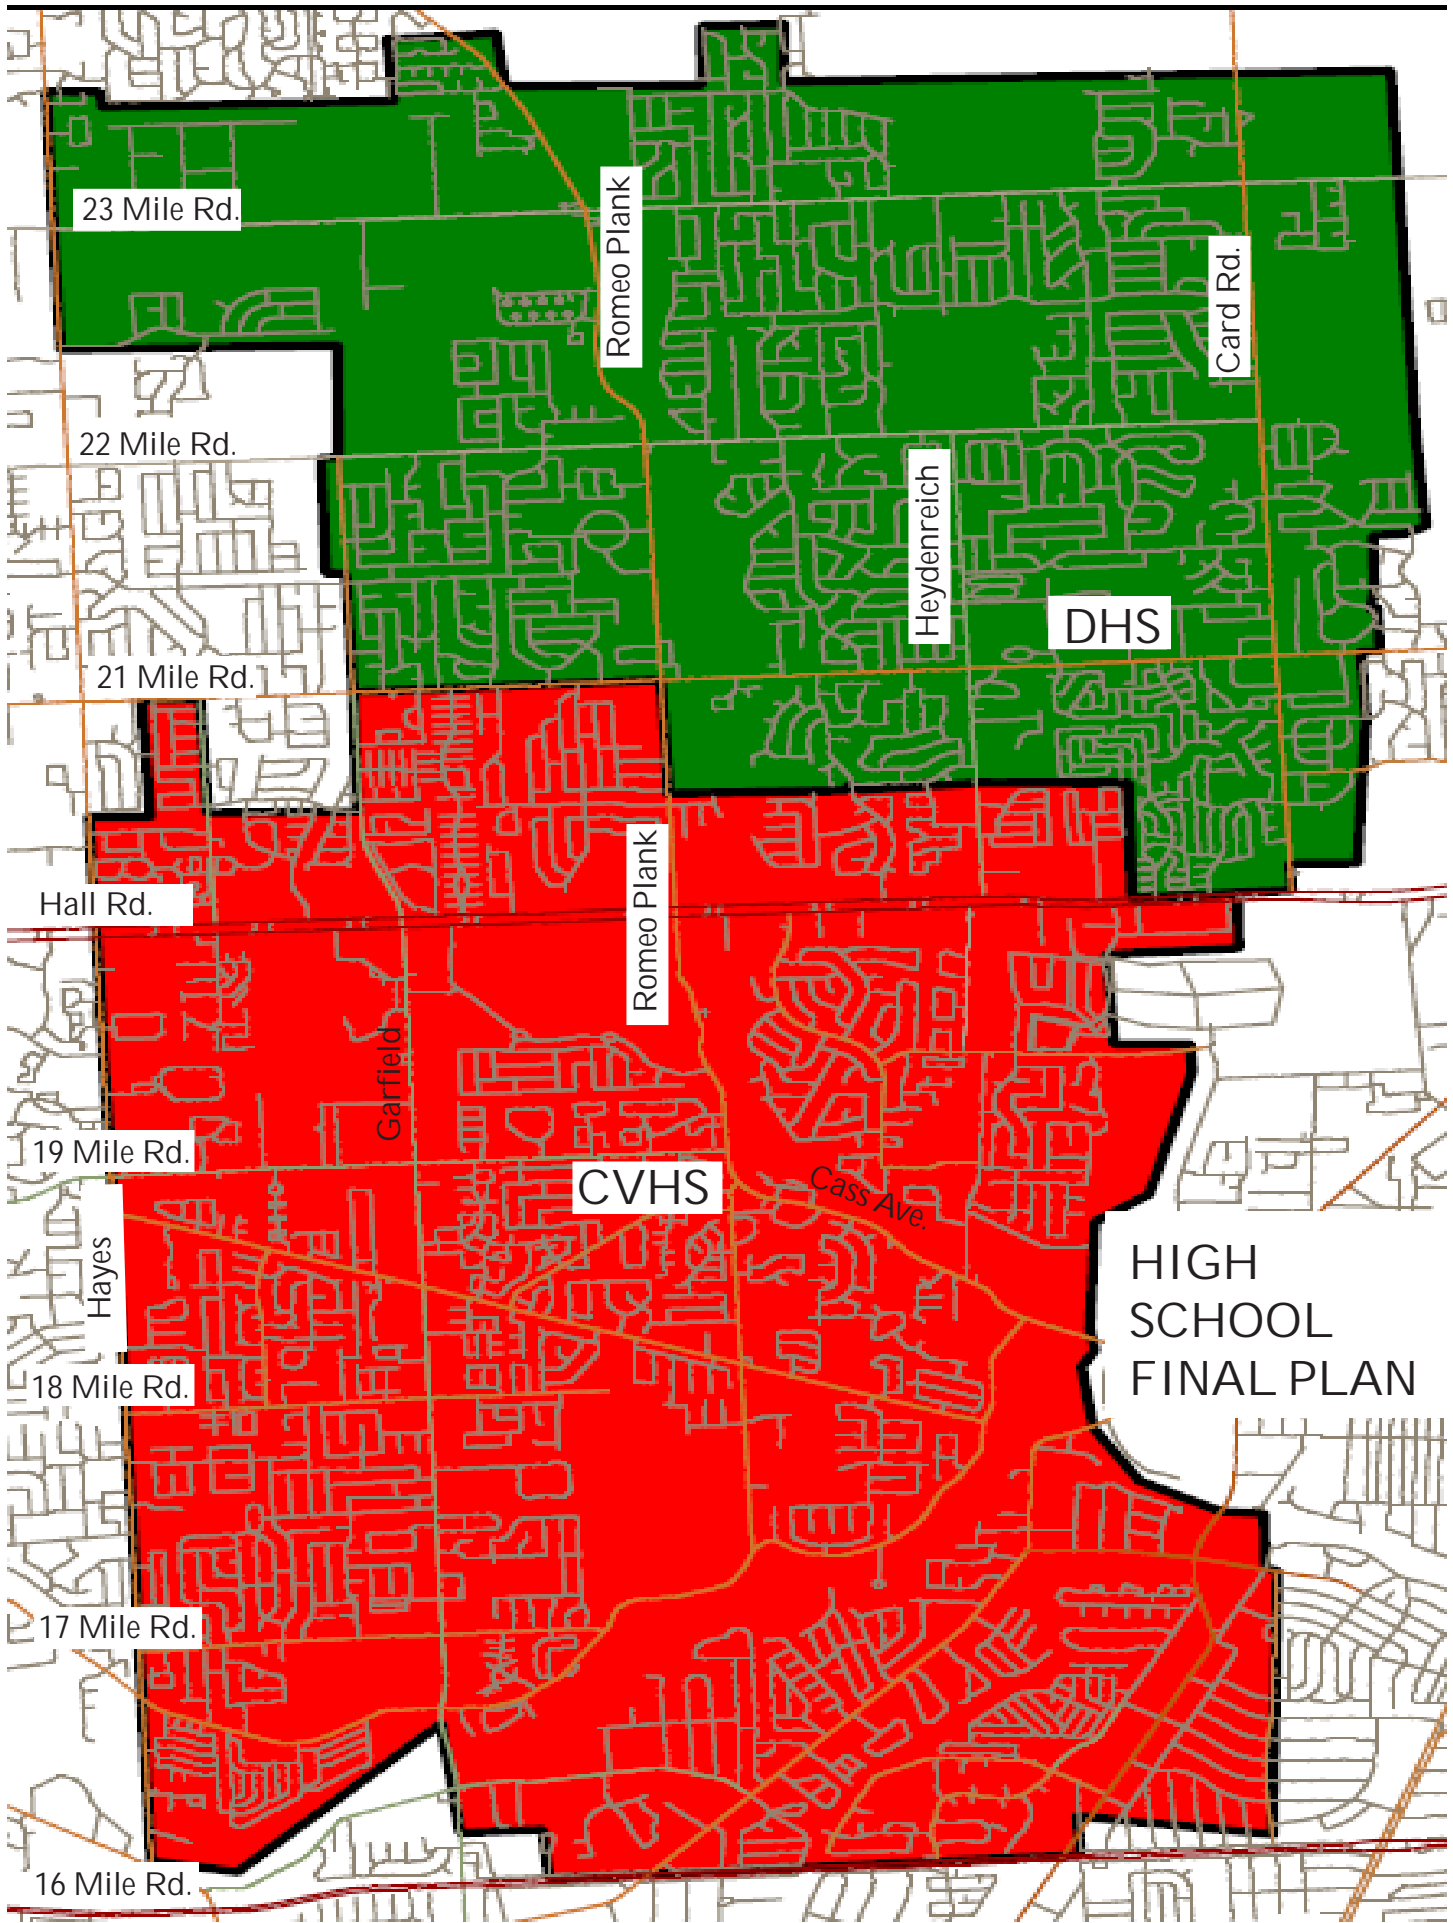 23 Mile Rd.
Romeo Plank
Card Rd.
22 Mile Rd.
Heydenreich
DHS
21 Mile Rd.
Hall Rd.
Romeo Plank
Garfield
19 Mile Rd.
CVHS
Cass Ave.
Hayes
HIGH
SCHOOL
FINAL PLAN
18 Mile Rd.
17 Mile Rd.
16 Mile Rd.